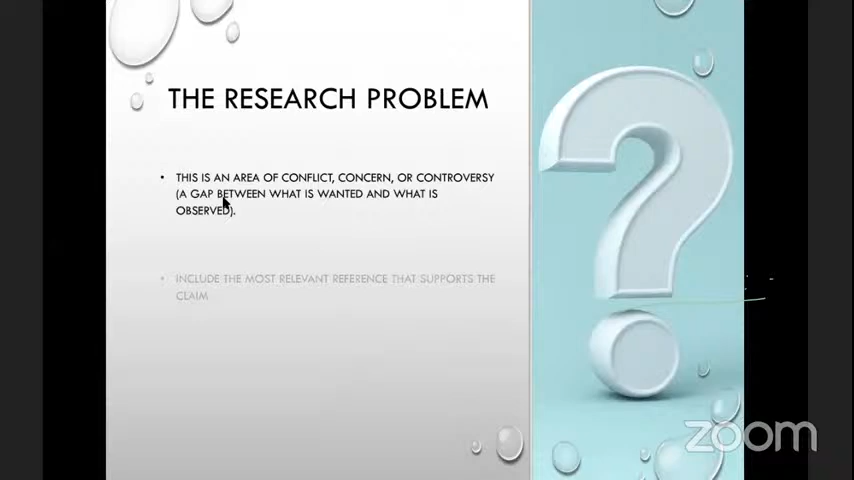 THE RESEARCH PROBLEM
• THIS IS AN AREA OF CONFLICT, CONCERN, OR CONTROVERSY
(A GAP BETWEEN WHAT IS WANTED AND WHAT IS
OBSERVED).
• INCLUDE THE MOST RELEVANT REFERENCE THAT SUPPORTS THE
CLAIM
zoom